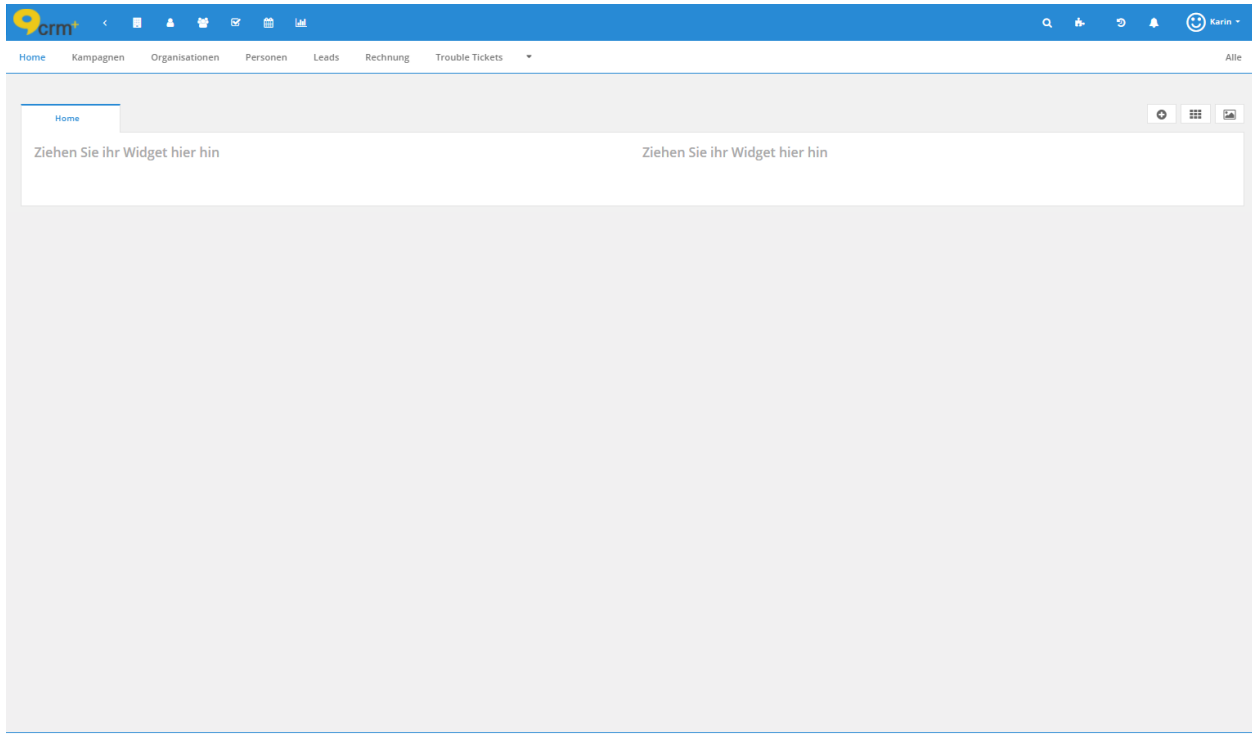 9crm+
Karin
Home Kampagnen Organisationen Personen Leads Rechnung Trouble Tickets Alle
Home
Ziehen Sie ihr Widget hier hin Ziehen Sie ihr Widget hier hin